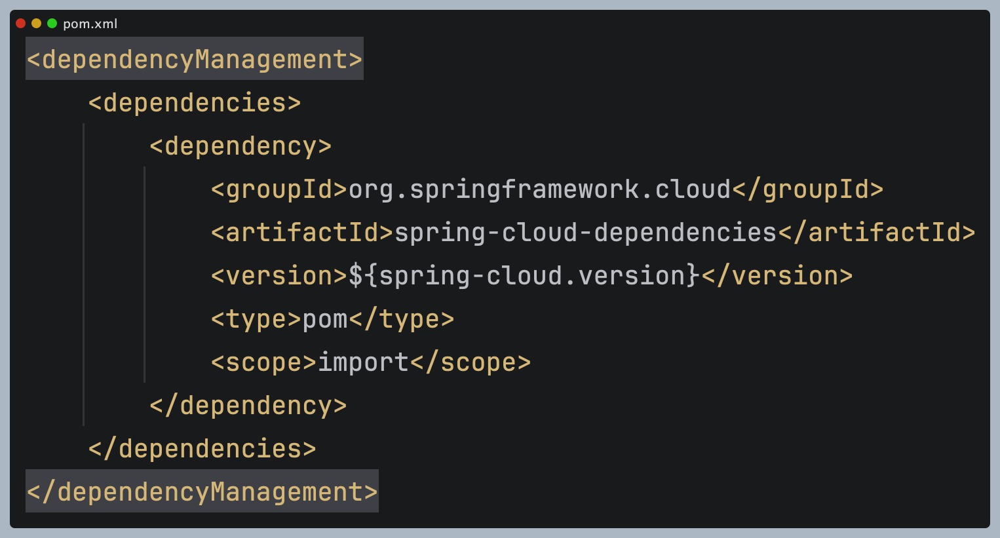 pom.xml
<dependencyManagement>
<dependencies>
<dependency>
<groupId>org.springframework.cloud</groupId>
<artifactId>spring-cloud-dependencies</artifactId>
<version>${spring-cloud.version}</version>
<type>pom</type>
<scope>import</scope>
</dependency>
</dependencies>
</dependencyManagement>